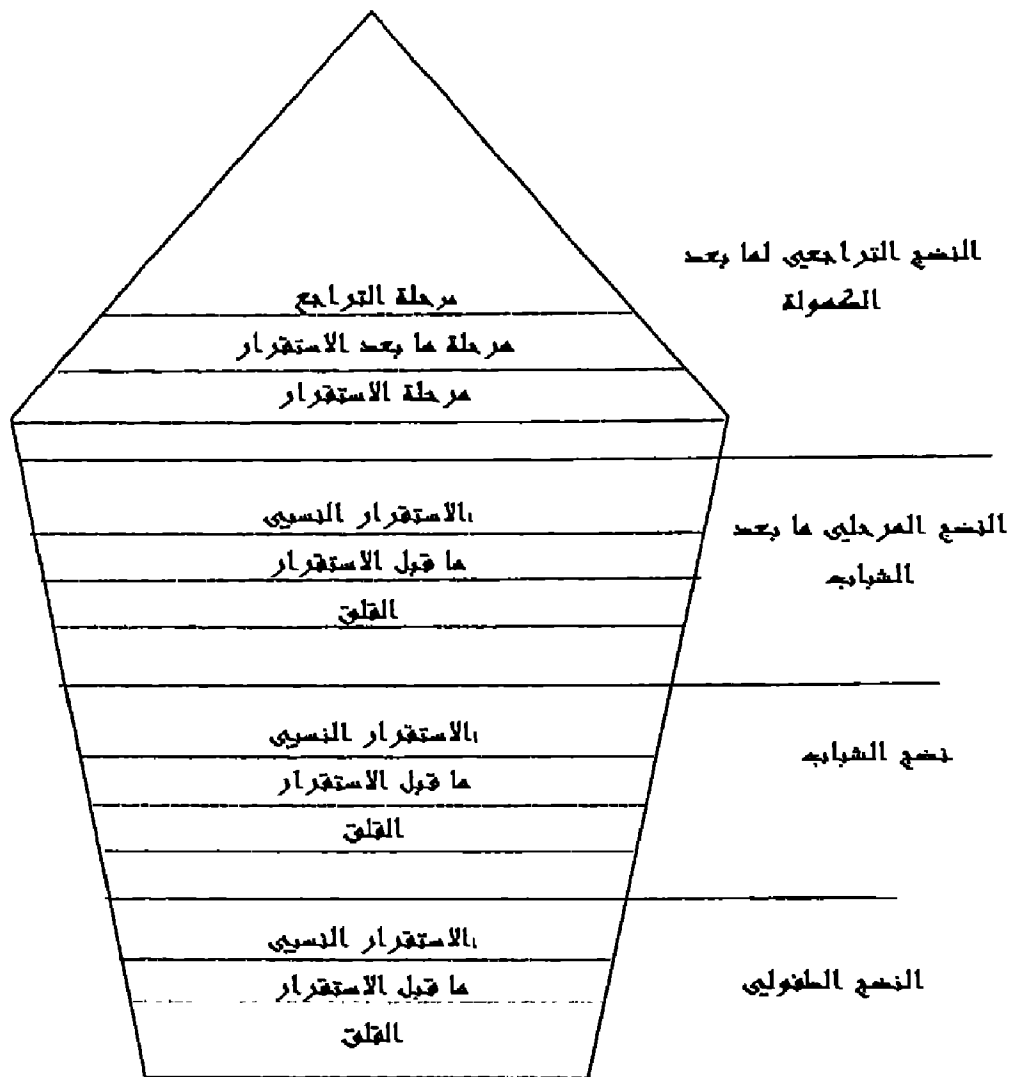 النضج التراجعي لما بعد
الكهولة
مرحلة التراجع
مرحلة ما بعد الاستقرار
مرحلة الاستقرار
النضج المرحلي ما بعد
الشباب
الاستقرار النسبي
ما قبل الاستقرار
القلق
نضج الشباب
الاستقرار النسبي
ما قبل الاستقرار
القلق
النضج الطفولي
الاستقرار النسبي
ما قبل الاستقرار
القلق